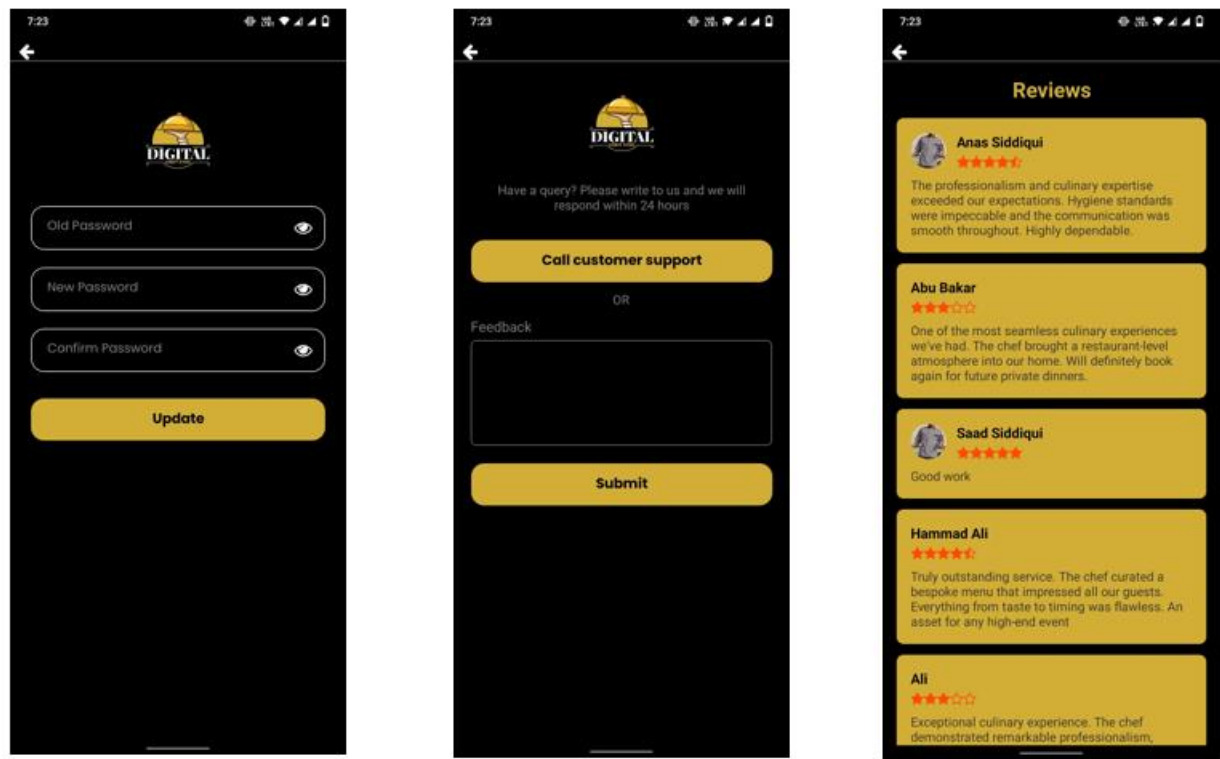 7:23
DIGITAL
Old Password
New Password
Confirm Password
Update
7:23
DIGITAL
Have a query? Please write to us and we will
respond within 24 hours
Call customer support
OR
Feedback
Submit
7:23
Reviews
Anas Siddiqui
The professionalism and culinary expertise
exceeded our expectations. Hygiene standards
were impeccable and the communication was
smooth throughout. Highly dependable.
Abu Bakar
One of the most seamless culinary experiences
we've had. The chef brought a restaurant-level
atmosphere into our home. Will definitely book
again for future private dinners.
Saad Siddiqui
Good work
Hammad Ali
Truly outstanding service. The chef curated a
bespoke menu that impressed all our guests.
Everything from taste to timing was flawless. An
asset for any high-end event
Ali
Exceptional culinary experience. The chef
demonstrated remarkable professionalism,